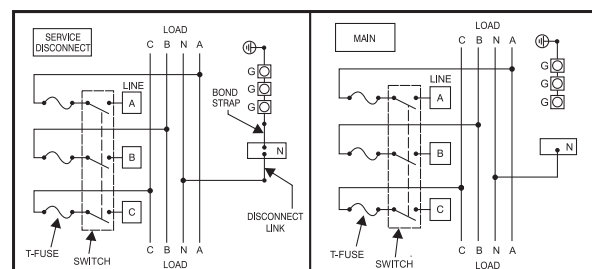 SERVICE
DISCONNECT
LOAD
C B N A
LINE
A
B
C
G
G
G
BOND
STRAP
N
DISCONNECT
LINK
T-FUSE
SWITCH
C B N A
LOAD
MAIN
LOAD
C B N A
LINE
A
B
C
G
G
G
N
T-FUSE
SWITCH
C B N A
LOAD